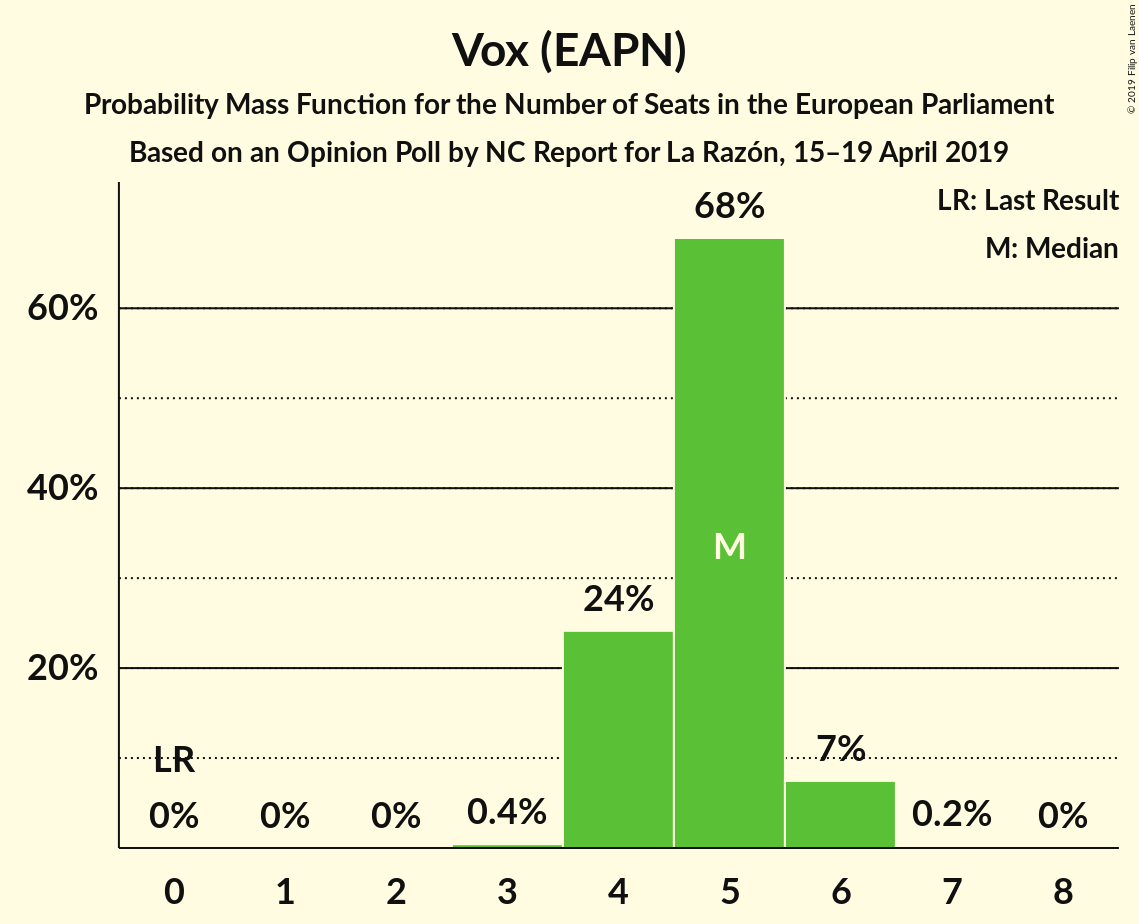 Vox (EAPN)
Probability Mass Function for the Number of Seats in the European Parliament
Based on an Opinion Poll by NC Report for La Razón, 15–19 April 2019
© 2019 Filip van Laenen
LR: Last Result
M: Median
68%
60%
40%
M
24%
20%
LR
7%
0%
0%
0%
0.4%
0.2%
0%
0 1 2 3 4 5 6 7 8